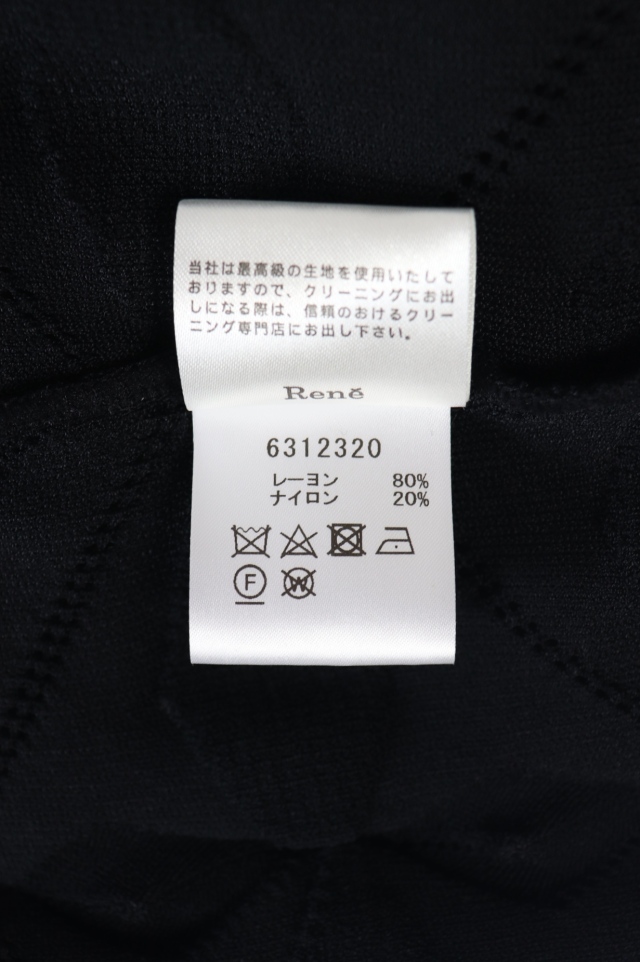 当社は最高級の生地を使用いたして
おりますので、クリーニングにお出
しになる際は、信頼のおけるクリー
ニング専門店にお出し下さい。
René
6312320
レーヨン 80%
ナイロン 20%
F
W